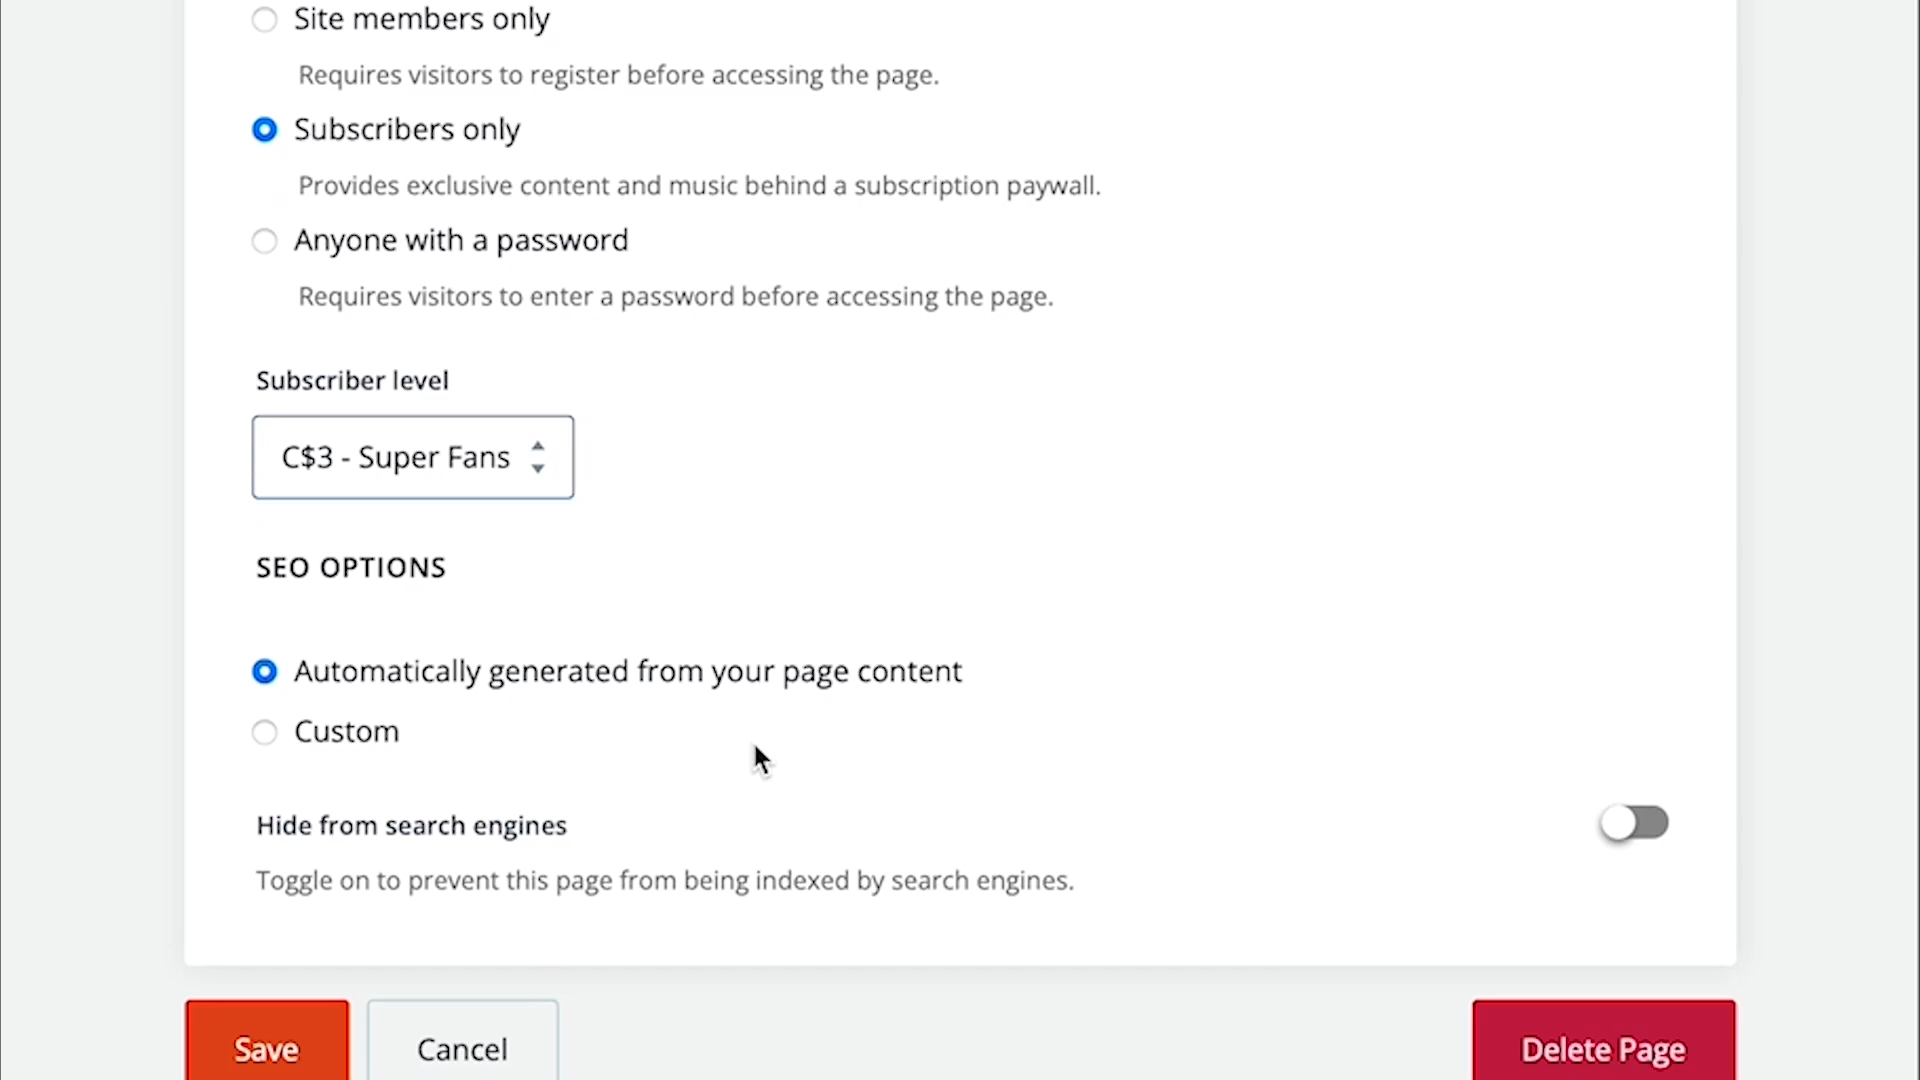 Site members only
Requires visitors to register before accessing the page.
Subscribers only
Provides exclusive content and music behind a subscription paywall.
Anyone with a password
Requires visitors to enter a password before accessing the page.
Subscriber level
C$3 - Super Fans
SEO OPTIONS
Automatically generated from your page content
Custom
Hide from search engines
Toggle on to prevent this page from being indexed by search engines.
Save Cancel Delete Page